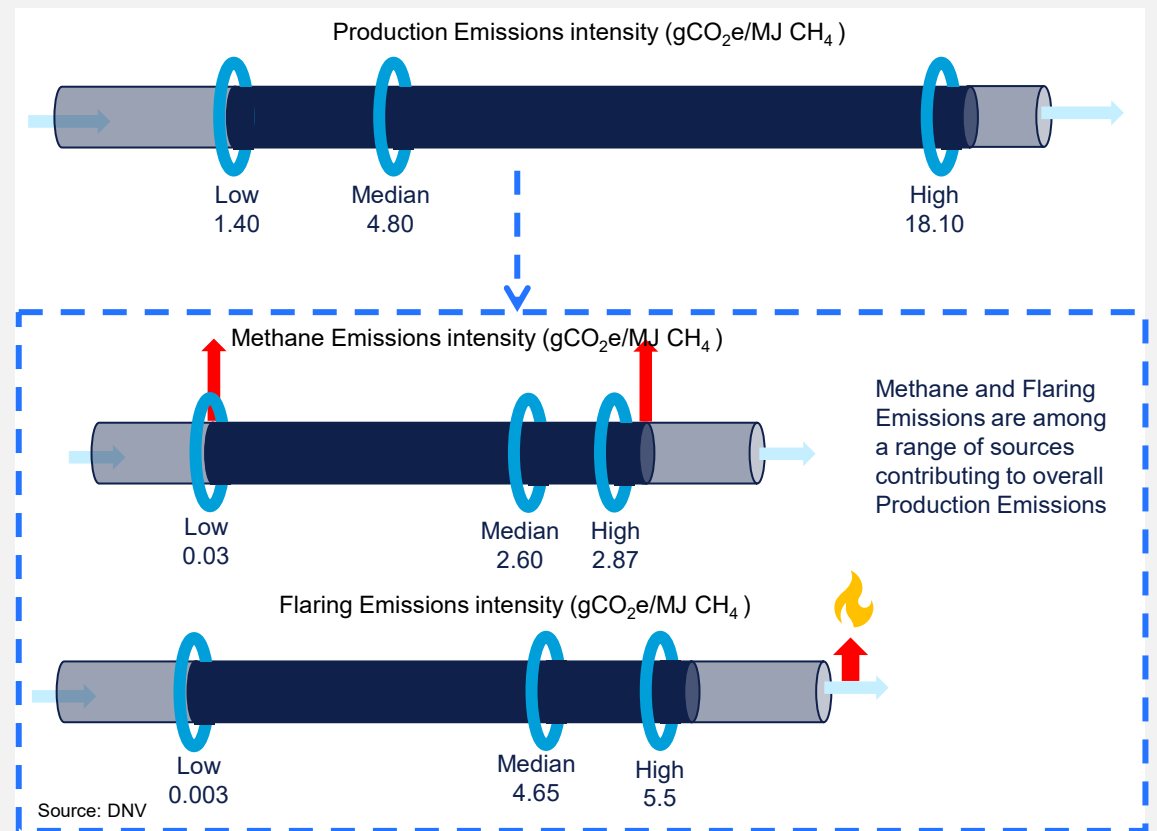 Production Emissions intensity (gCO₂e/MJ CH₄ )
Low
1.40
Median
4.80
High
18.10
Methane Emissions intensity (gCO₂e/MJ CH₄ )
Low
0.03
Median
2.60
High
2.87
Methane and Flaring
Emissions are among
a range of sources
contributing to overall
Production Emissions
Flaring Emissions intensity (gCO₂e/MJ CH₄ )
Low
0.003
Median
4.65
High
5.5
Source: DNV